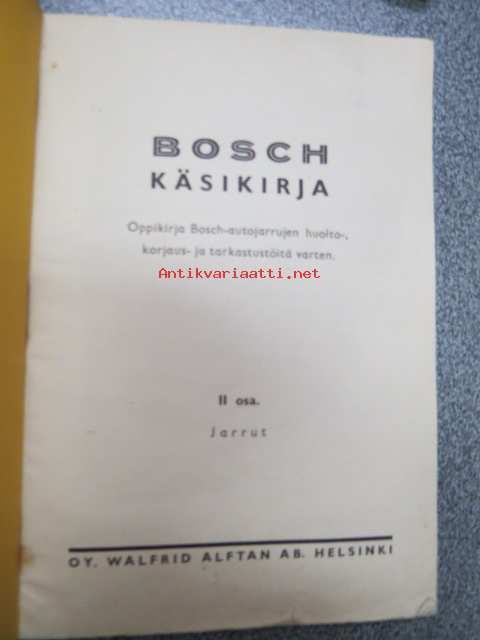 BOSCH
KÄSIKIRJA
Oppikirja Bosch-autojarrujen huolto-,
korjaus- ja tarkastustöitä varten.
Antikvariaatti.net
II osa.
Jarrut
OY. WALFRID ALFTAN AB. HELSINKI